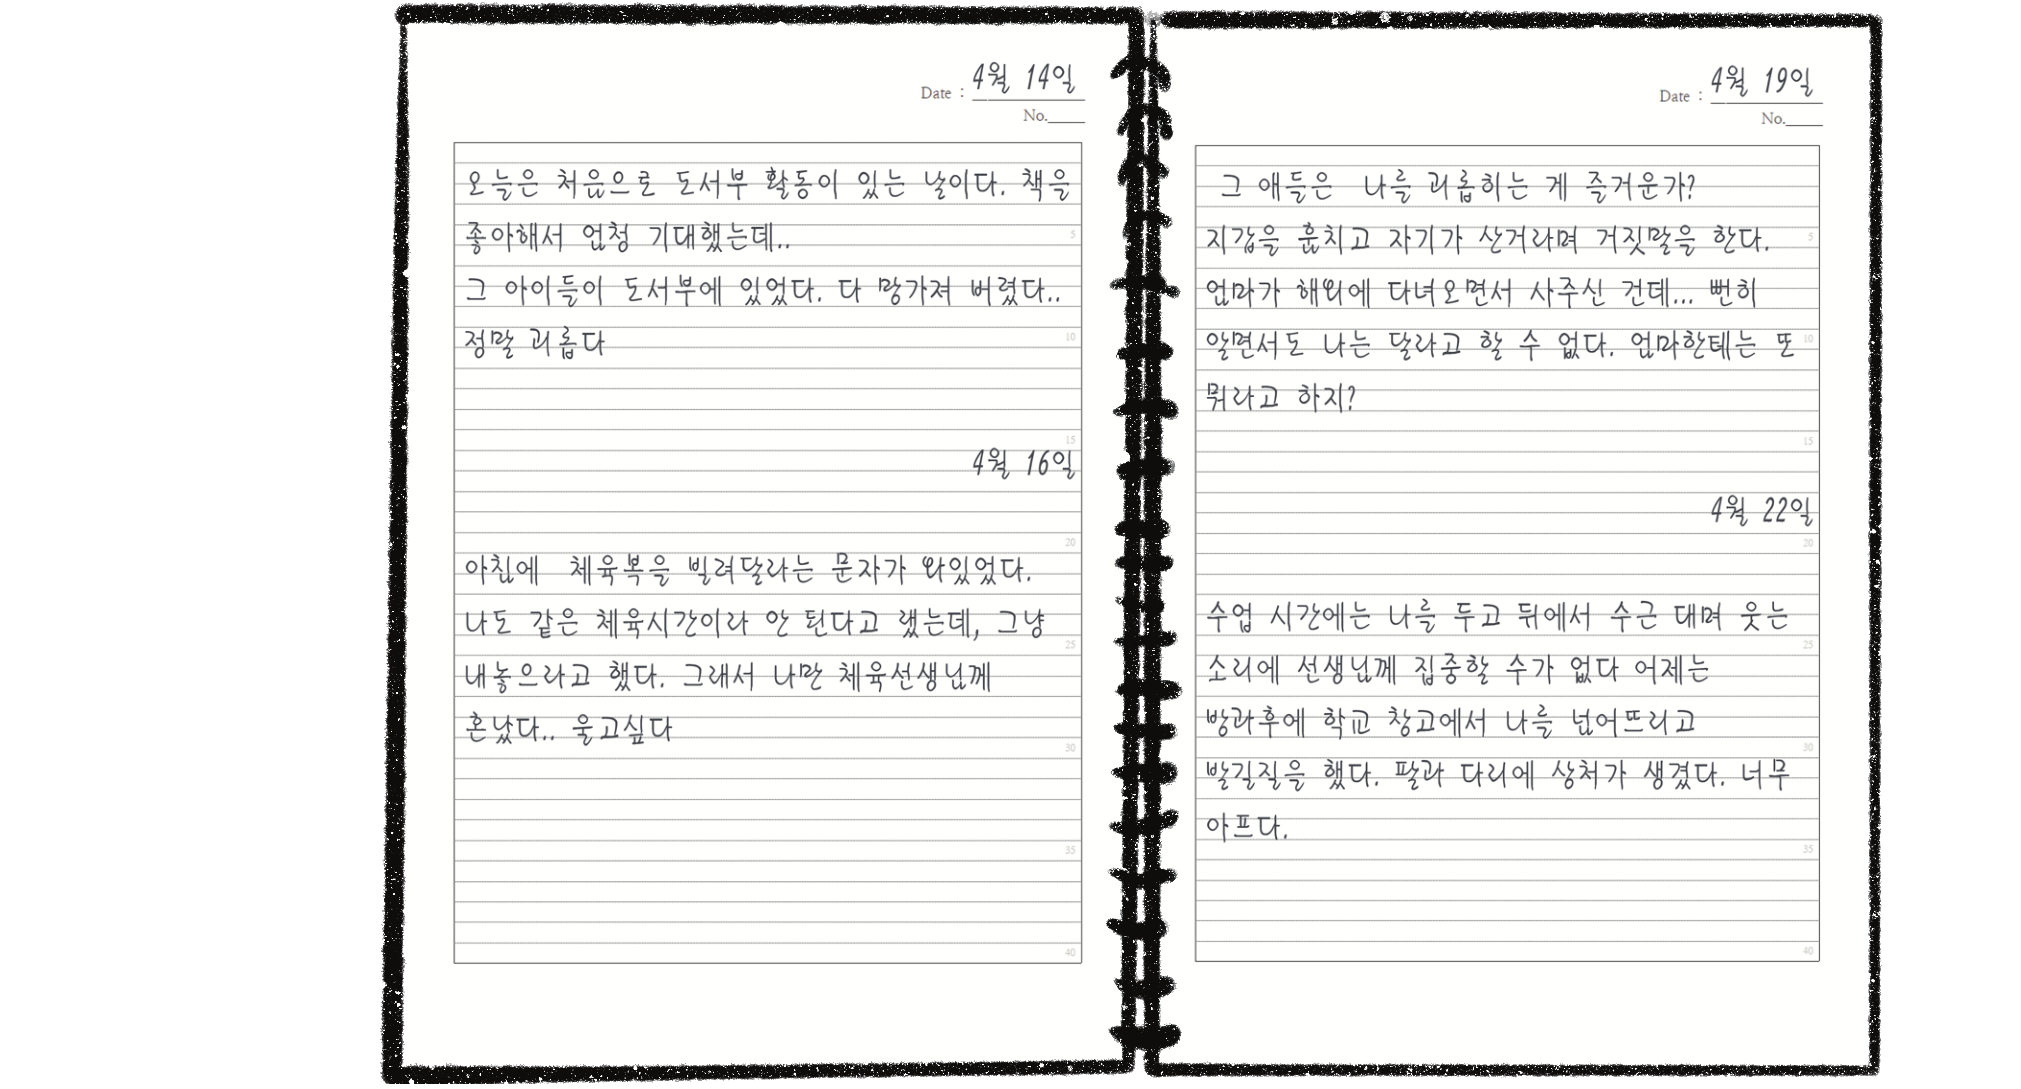 Date : 4월 14일
No.
오늘은 처음으로 도서부 활동이 있는 날이다. 책을
좋아해서 엄청 기대했는데..
5
그 아이들이 도서부에 있었다. 다 망가져 버렸다..
정말 괴롭다
10
15
4월 16일
20
아침에 체육복을 빌려달라는 문자가 와있었다.
나도 같은 체육시간이라 안 된다고 했는데, 그냥
25
내놓으라고 했다. 그래서 나만 체육선생님께
혼났다.. 울고싶다
30
35
40
Date : 4월 19일
No.
그 애들은 나를 괴롭히는 게 즐거운가?
지갑을 훔치고 자기가 산거라며 거짓말을 한다.
5
엄마가 해외에 다녀오면서 사주신 건데... 뻔히
알면서도 나는 달라고 할 수 없다. 엄마한테는 또
10
뭐라고 하지?
15
4월 22일
20
수업 시간에는 나를 두고 뒤에서 수근 대며 웃는
25
소리에 선생님께 집중할 수가 없다 어제는
방과후에 학교 창고에서 나를 넘어뜨리고
30
발길질을 했다. 팔과 다리에 상처가 생겼다. 너무
아프다.
35
40